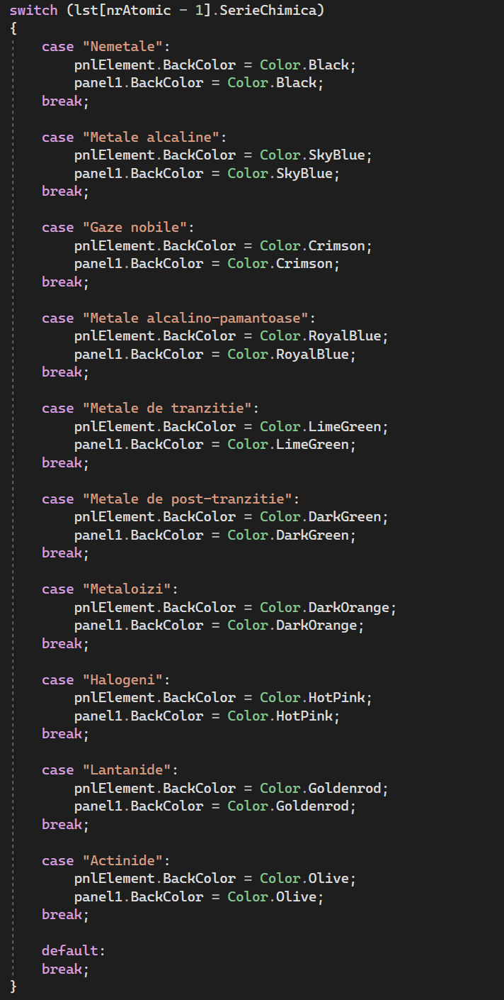 switch (lst[nrAtomic - 1].SerieChimica)
{
case "Nemetale":
pnlElement.BackColor = Color.Black;
panel1.BackColor = Color.Black;
break;
case "Metale alcaline":
pnlElement.BackColor = Color.SkyBlue;
panel1.BackColor = Color.SkyBlue;
break;
case "Gaze nobile":
pnlElement.BackColor = Color.Crimson;
panel1.BackColor = Color.Crimson;
break;
case "Metale alcalino-pamantoase":
pnlElement.BackColor = Color.RoyalBlue;
panel1.BackColor = Color.RoyalBlue;
break;
case "Metale de tranzitie":
pnlElement.BackColor = Color.LimeGreen;
panel1.BackColor = Color.LimeGreen;
break;
case "Metale de post-tranzitie":
pnlElement.BackColor = Color.DarkGreen;
panel1.BackColor = Color.DarkGreen;
break;
case "Metaloizi":
pnlElement.BackColor = Color.DarkOrange;
panel1.BackColor = Color.DarkOrange;
break;
case "Halogeni":
pnlElement.BackColor = Color.HotPink;
panel1.BackColor = Color.HotPink;
break;
case "Lantanide":
pnlElement.BackColor = Color.Goldenrod;
panel1.BackColor = Color.Goldenrod;
break;
case "Actinide":
pnlElement.BackColor = Color.Olive;
panel1.BackColor = Color.Olive;
break;
default:
break;
}